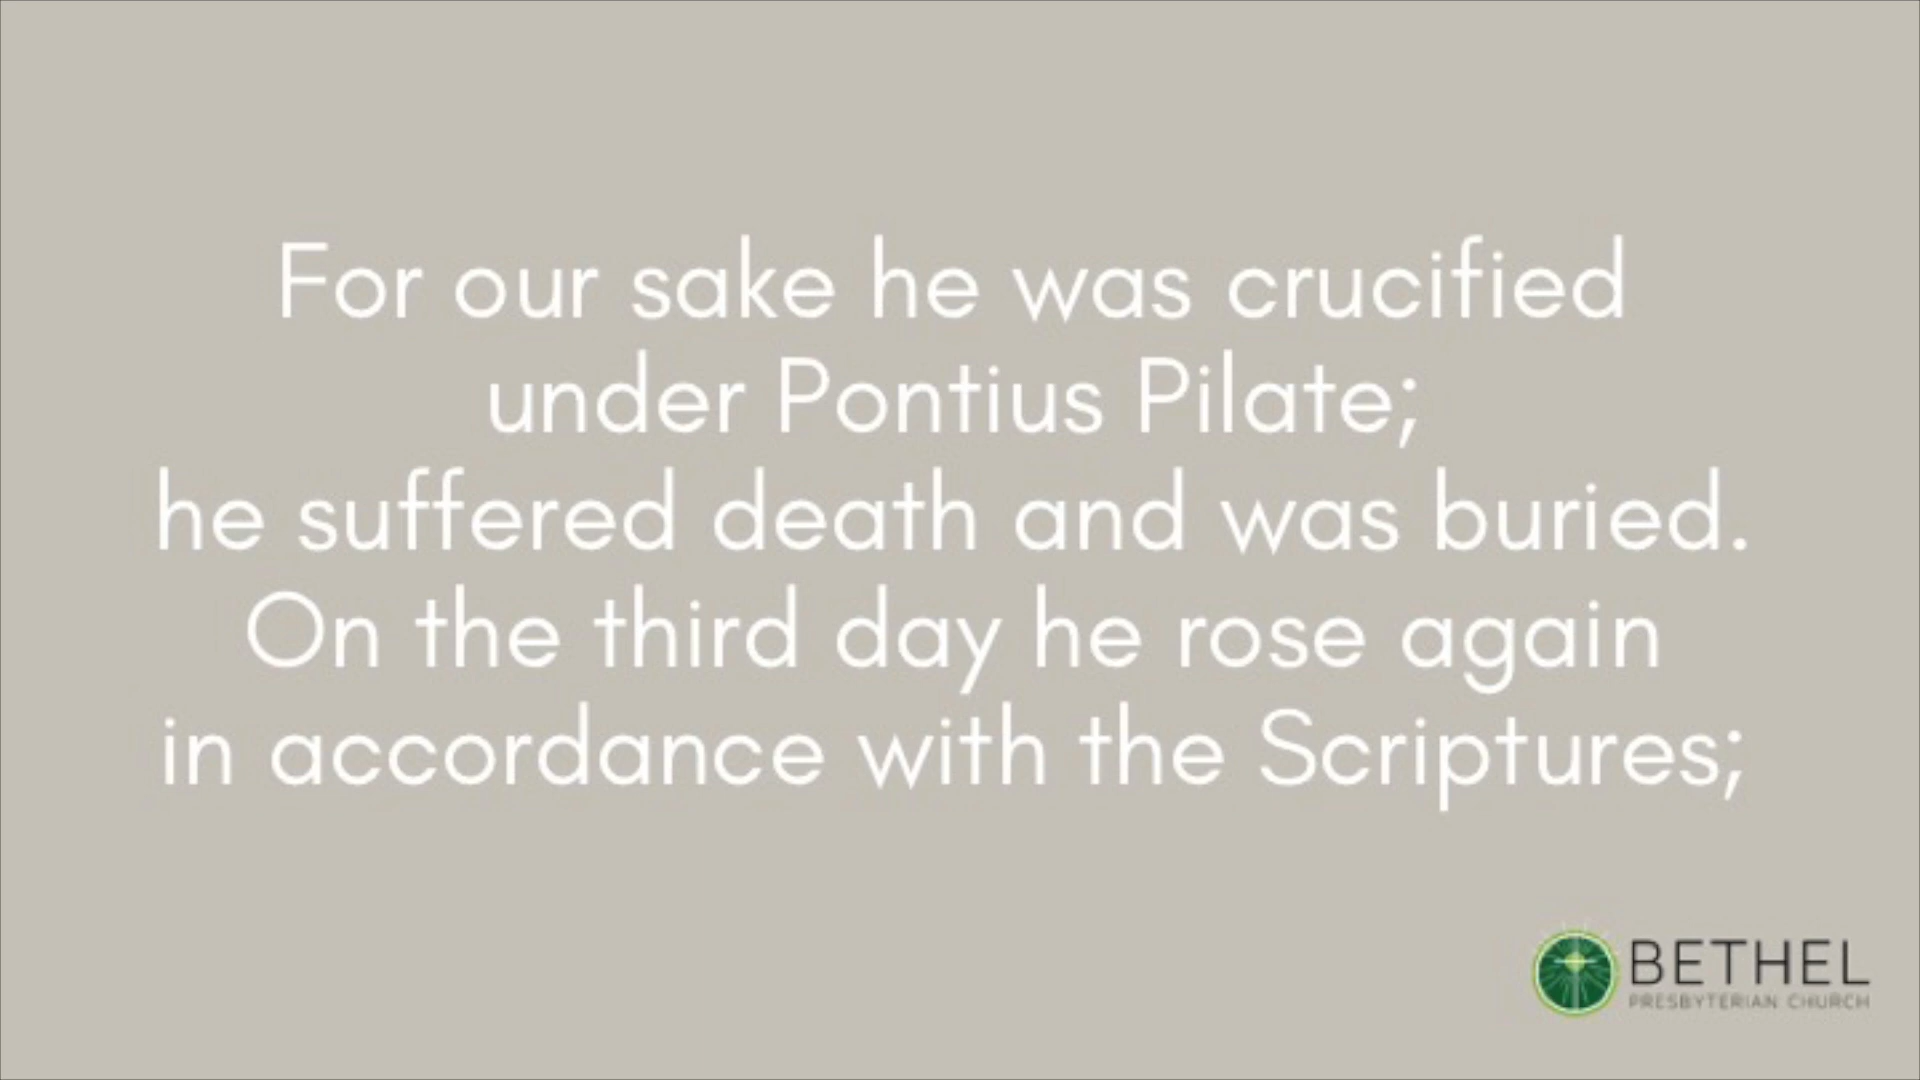 For our sake he was crucified
under Pontius Pilate;
he suffered death and was buried.
On the third day he rose again
in accordance with the Scriptures;
BETHEL
PRESBYTERIAN CHURCH